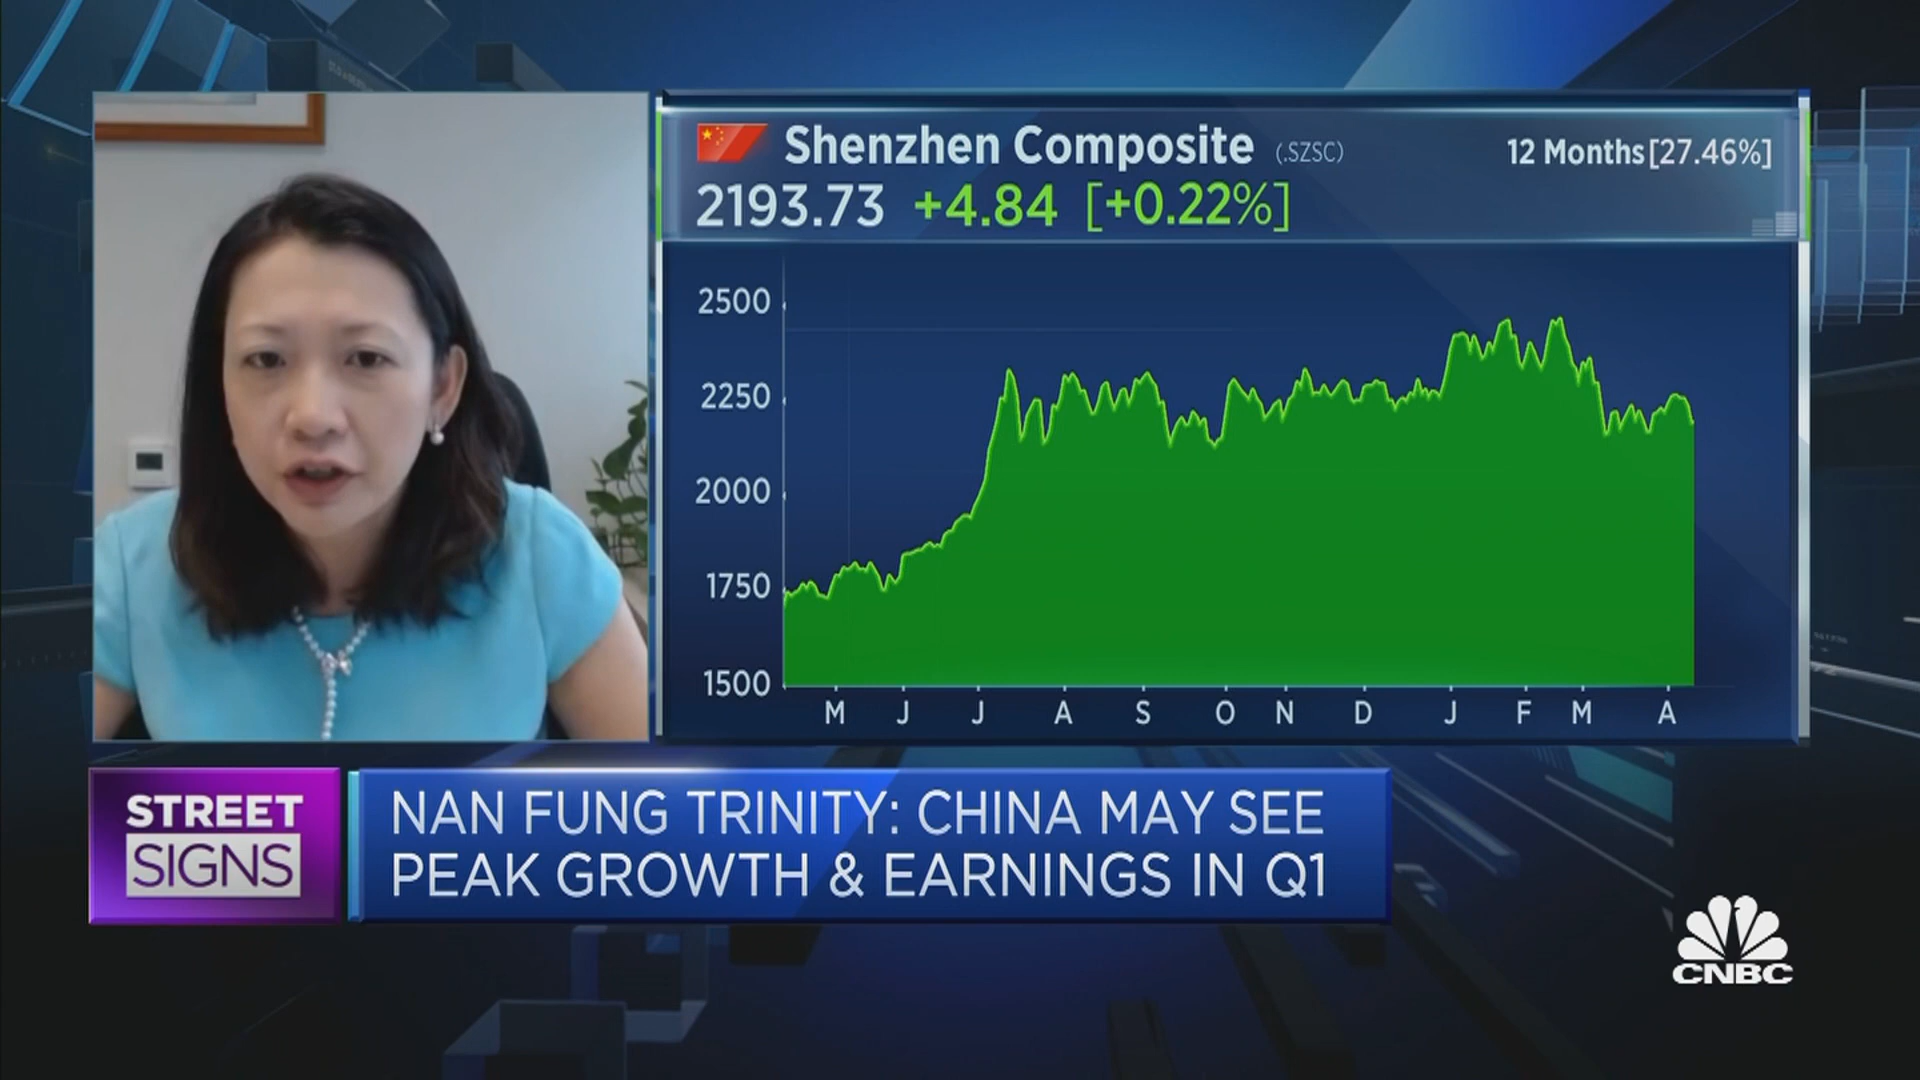 Shenzhen Composite (.SZSC)
12 Months [27.46%]
2193.73 +4.84 [+0.22%]
2500
2250
2000
1750
1500
M J J A S O N D J F M A
STREET
SIGNS
NAN FUNG TRINITY: CHINA MAY SEE
PEAK GROWTH & EARNINGS IN Q1
CNBC